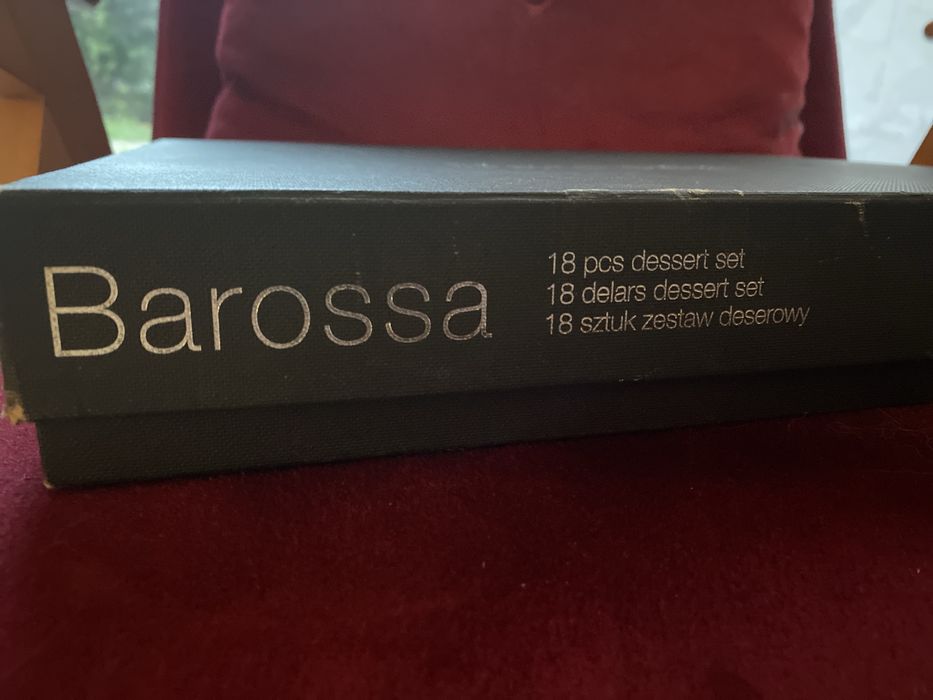 Barossa
18 pcs dessert set
18 delars dessert set
18 sztuk zestaw deserowy